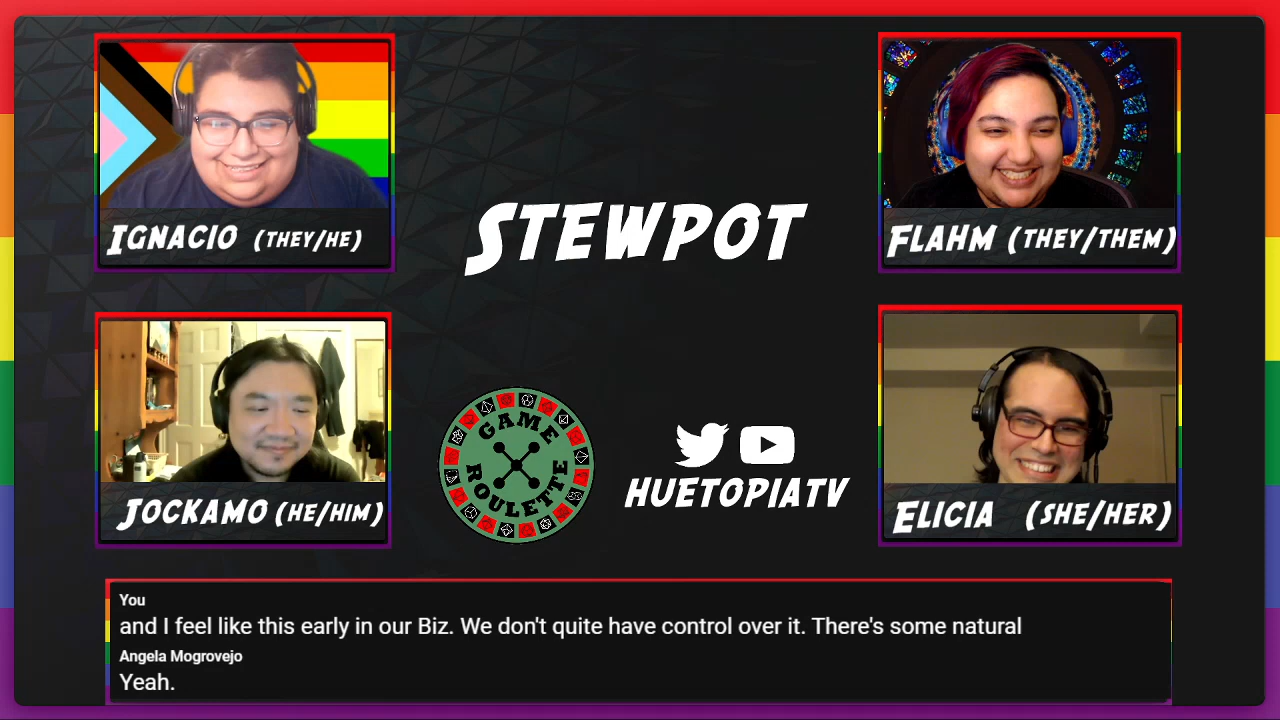 IGNACIO (THEY/HE)
FLAHM (THEY/THEM)
STEWPOT
JOCKAMO (HE/HIM)
ELICIA (SHE/HER)
GAME
ROULETTE
HUETOPIATV
You
and I feel like this early in our Biz. We don't quite have control over it. There's some natural
Angela Mogrovejo
Yeah.